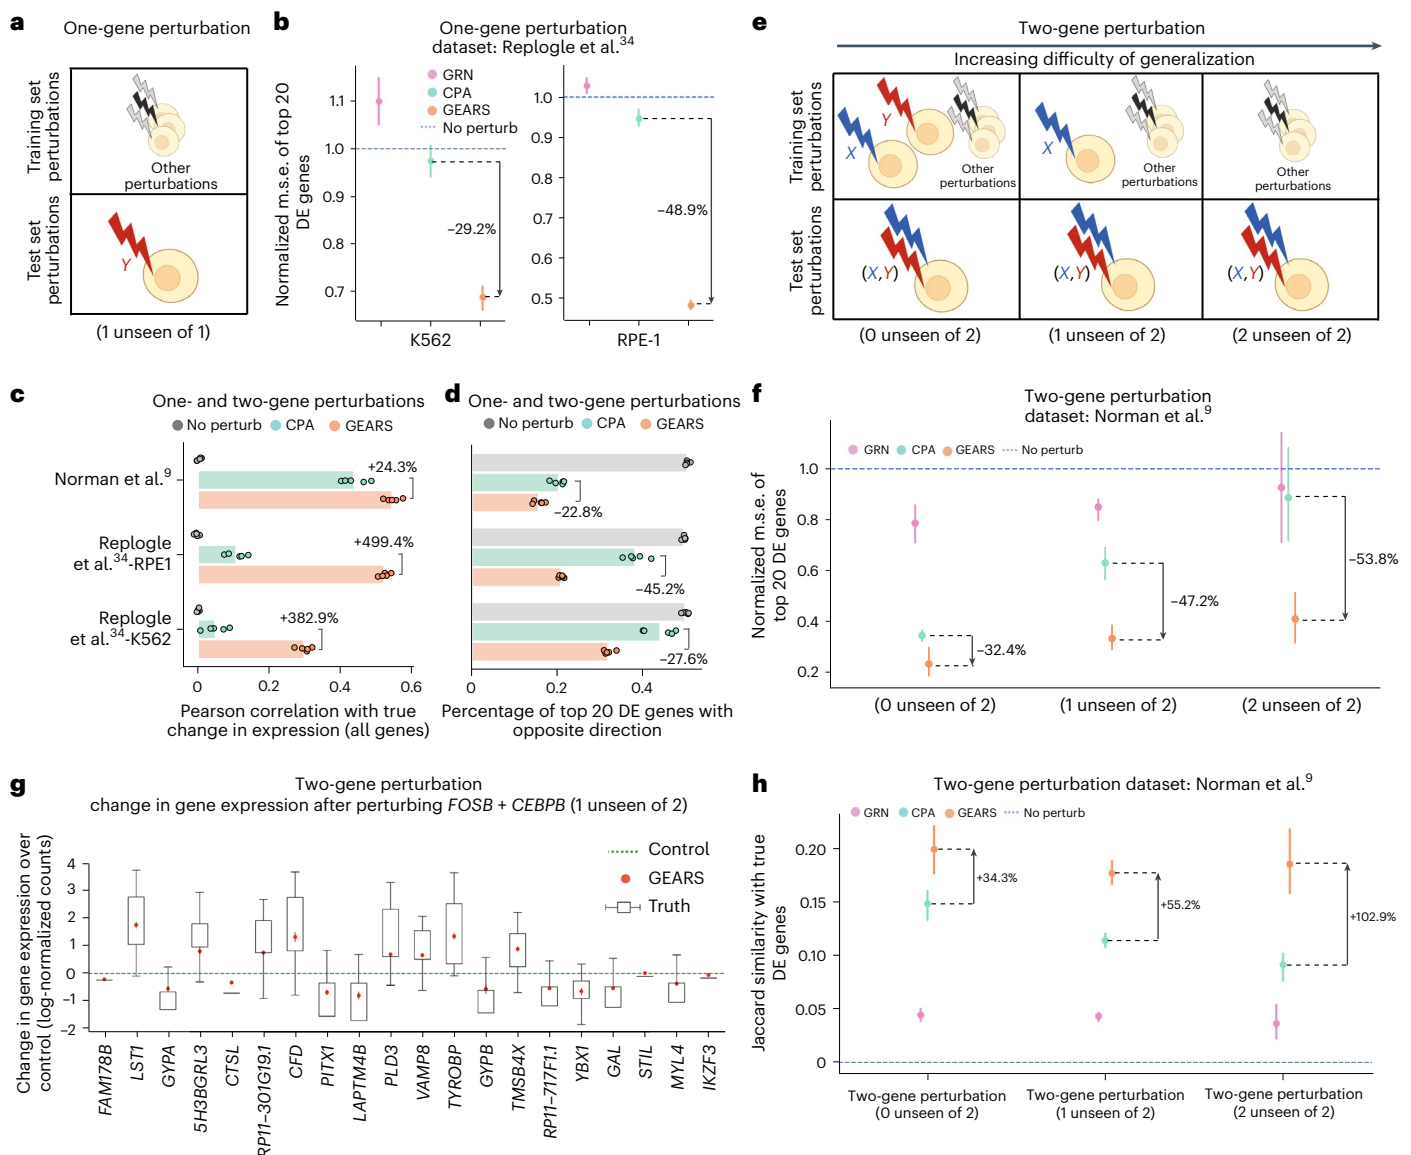 a
One-gene perturbation
Training set
perturbations
Other
perturbations
Test set
perturbations
Y
(1 unseen of 1)
b
One-gene perturbation
dataset: Replogle et al.34
Normalized m.s.e. of top 20
DE genes
GRN
CPA
GEARS
No perturb
11
1.0
0.9
0.8
0.7
−29.2%
K562
1.0
0.9
0.8
0.7
0.6
0.5
−48.9%
RPE-1
e
Two-gene perturbation
Increasing difficulty of generalization
Training set
perturbations
X
Y
Other
perturbations
X
Other
perturbations
Other
perturbations
Test set
perturbations
(X,Y)
(X,Y)
(X,Y)
(0 unseen of 2)
(1 unseen of 2)
(2 unseen of 2)
c
One- and two-gene perturbations
No perturb
CPA
GEARS
Norman et al.9
+24.3%
Replogle
et al.34-RPE1
+499.4%
Replogle
et al.34-K562
+382.9%
0
0.2
0.4
0.6
Pearson correlation with true
change in expression (all genes)
d
One- and two-gene perturbations
No perturb
CPA
GEARS
−22.8%
−45.2%
−27.6%
0
0.2
0.4
Percentage of top 20 DE genes with
opposite direction
f
Two-gene perturbation
dataset: Norman et al.9
GRN
CPA
GEARS
No perturb
Normalized m.s.e. of
top 20 DE genes
1.0
0.8
0.6
0.4
0.2
−32.4%
−47.2%
−53.8%
(0 unseen of 2)
(1 unseen of 2)
(2 unseen of 2)
g
Two-gene perturbation
change in gene expression after perturbing FOSB + CEBPB (1 unseen of 2)
Change in gene expression over
control (log-normalized counts)
4
3
2
1
0
−1
−2
Control
GEARS
Truth
FAM178B
LST1
GYPA
5H3BGRL3
CTSL
RP11−301G19.1
CFD
PITX1
LAPTM4B
PLD3
VAMP8
TYROBP
GYPB
TMSB4X
RP11−717F1.1
YBX1
GAL
STIL
MYL4
IKZF3
h
Two-gene perturbation dataset: Norman et al.9
GRN
CPA
GEARS
No perturb
Jaccard similarity with true
DE genes
0.20
0.15
0.10
0.05
0
+34.3%
+55.2%
+102.9%
Two-gene perturbation
(0 unseen of 2)
Two-gene perturbation
(1 unseen of 2)
Two-gene perturbation
(2 unseen of 2)